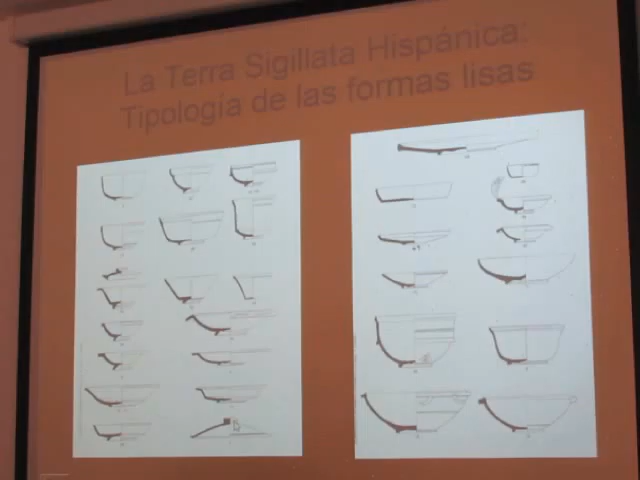 La Terra Sigillata Hispánica:
Tipología de las formas lisas